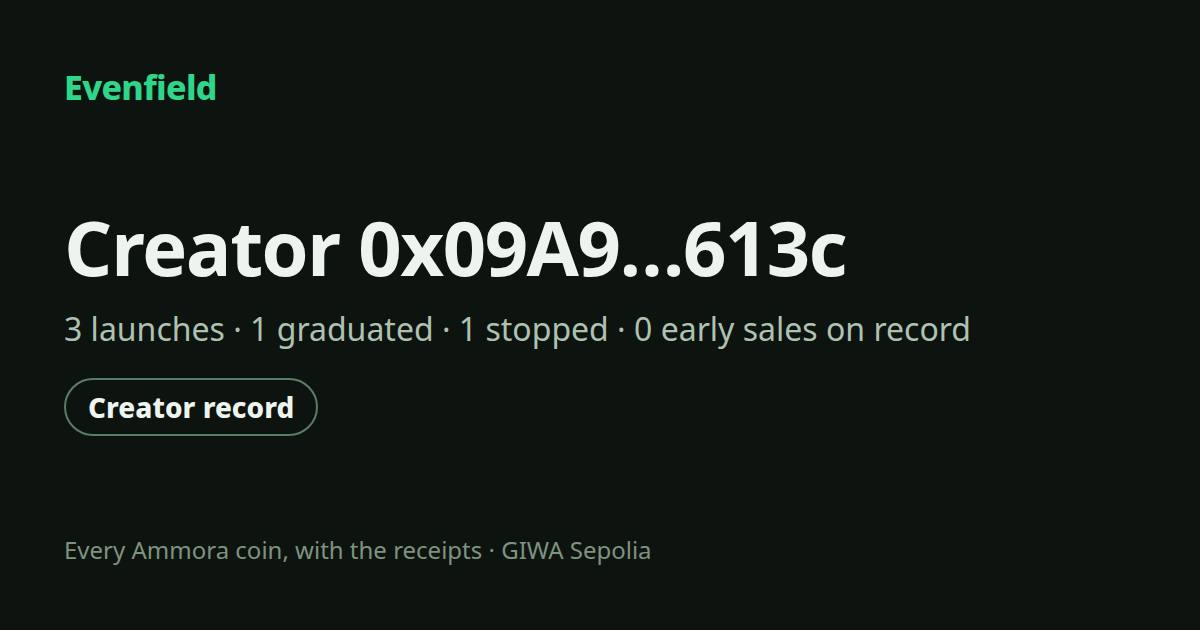 Evenfield
Creator 0x09A9…613c
3 launches · 1 graduated · 1 stopped · 0 early sales on record
Creator record
Every Ammora coin, with the receipts · GIWA Sepolia